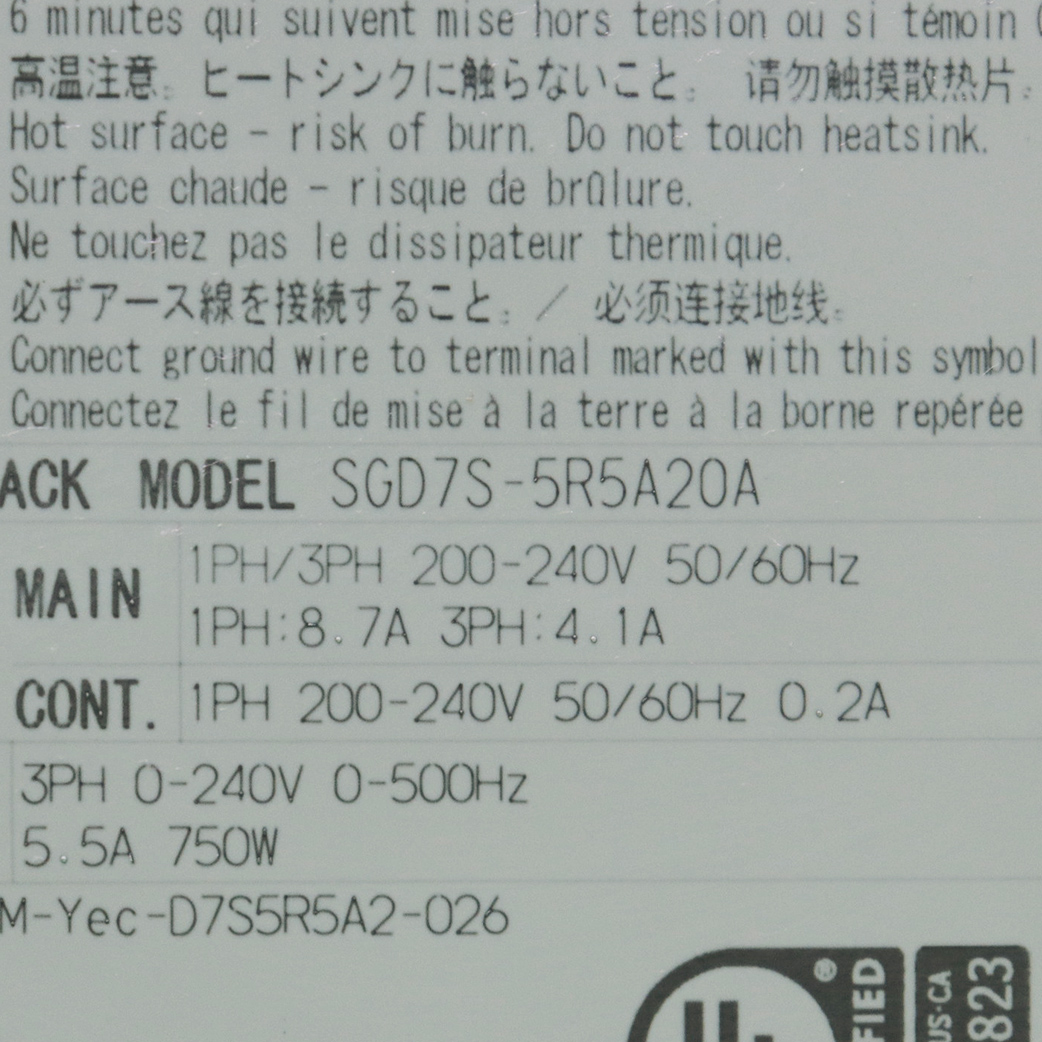 6 minutes qui suivent mise hors tension ou si témoin
高温注意。ヒートシンクに触らないこと。 请勿触摸散热片。
Hot surface - risk of burn. Do not touch heatsink.
Surface chaude - risque de brûlure.
Ne touchez pas le dissipateur thermique.
必ずアース線を接続すること。/ 必须连接地线。
Connect ground wire to terminal marked with this symbol
Connectez le fil de mise à la terre à la borne repérée
ACK MODEL SGD7S-5R5A20A
MAIN 1PH/3PH 200-240V 50/60Hz
1PH:8.7A 3PH:4.1A
CONT. 1PH 200-240V 50/60Hz 0.2A
3PH 0-240V 0-500Hz
5.5A 750W
M-Yec-D7S5R5A2-026
®
FIED
US-CA
823